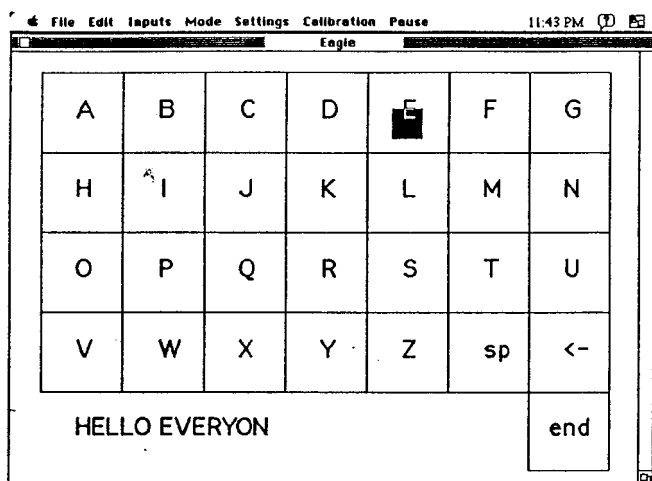 File Edit Inputs Mode Settings Calibration Pause 11:43 PM
Eagle
A B C D E F G
H I J K L M N
O P Q R S T U
V W X Y Z sp <-
HELLO EVERYON end